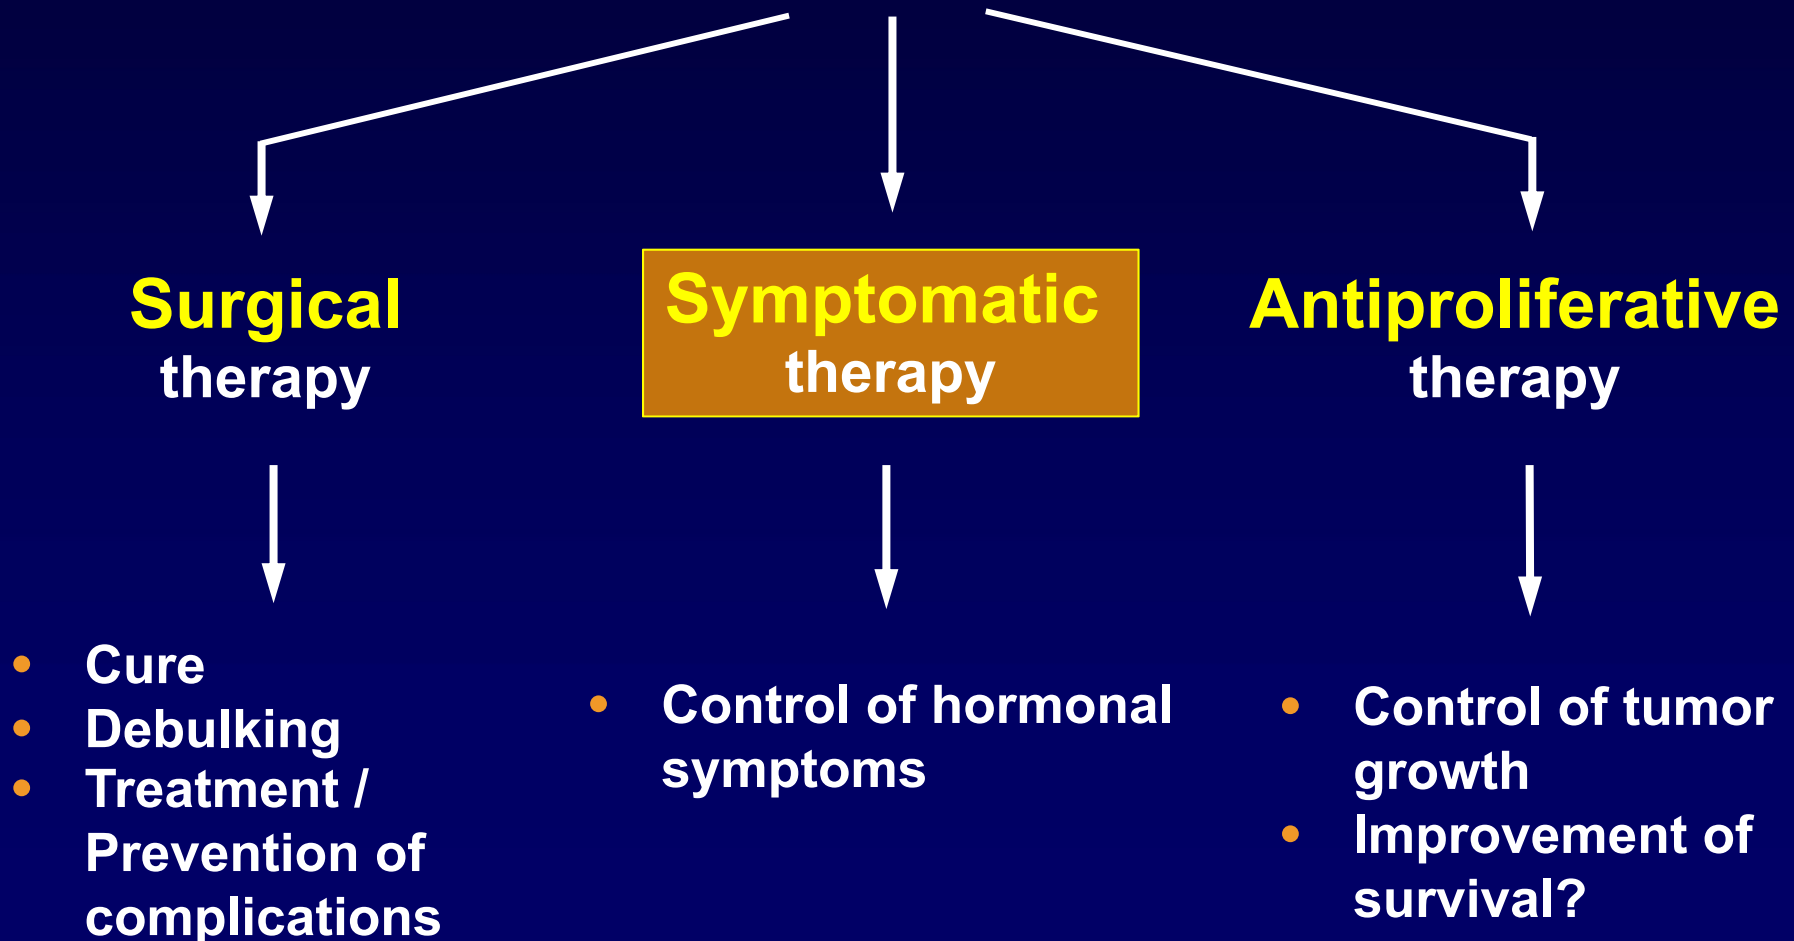 Surgical
therapy
Symptomatic
therapy
Antiproliferative
therapy
• Cure
• Debulking
• Treatment /
Prevention of
complications
• Control of hormonal
symptoms
• Control of tumor
growth
• Improvement of
survival?